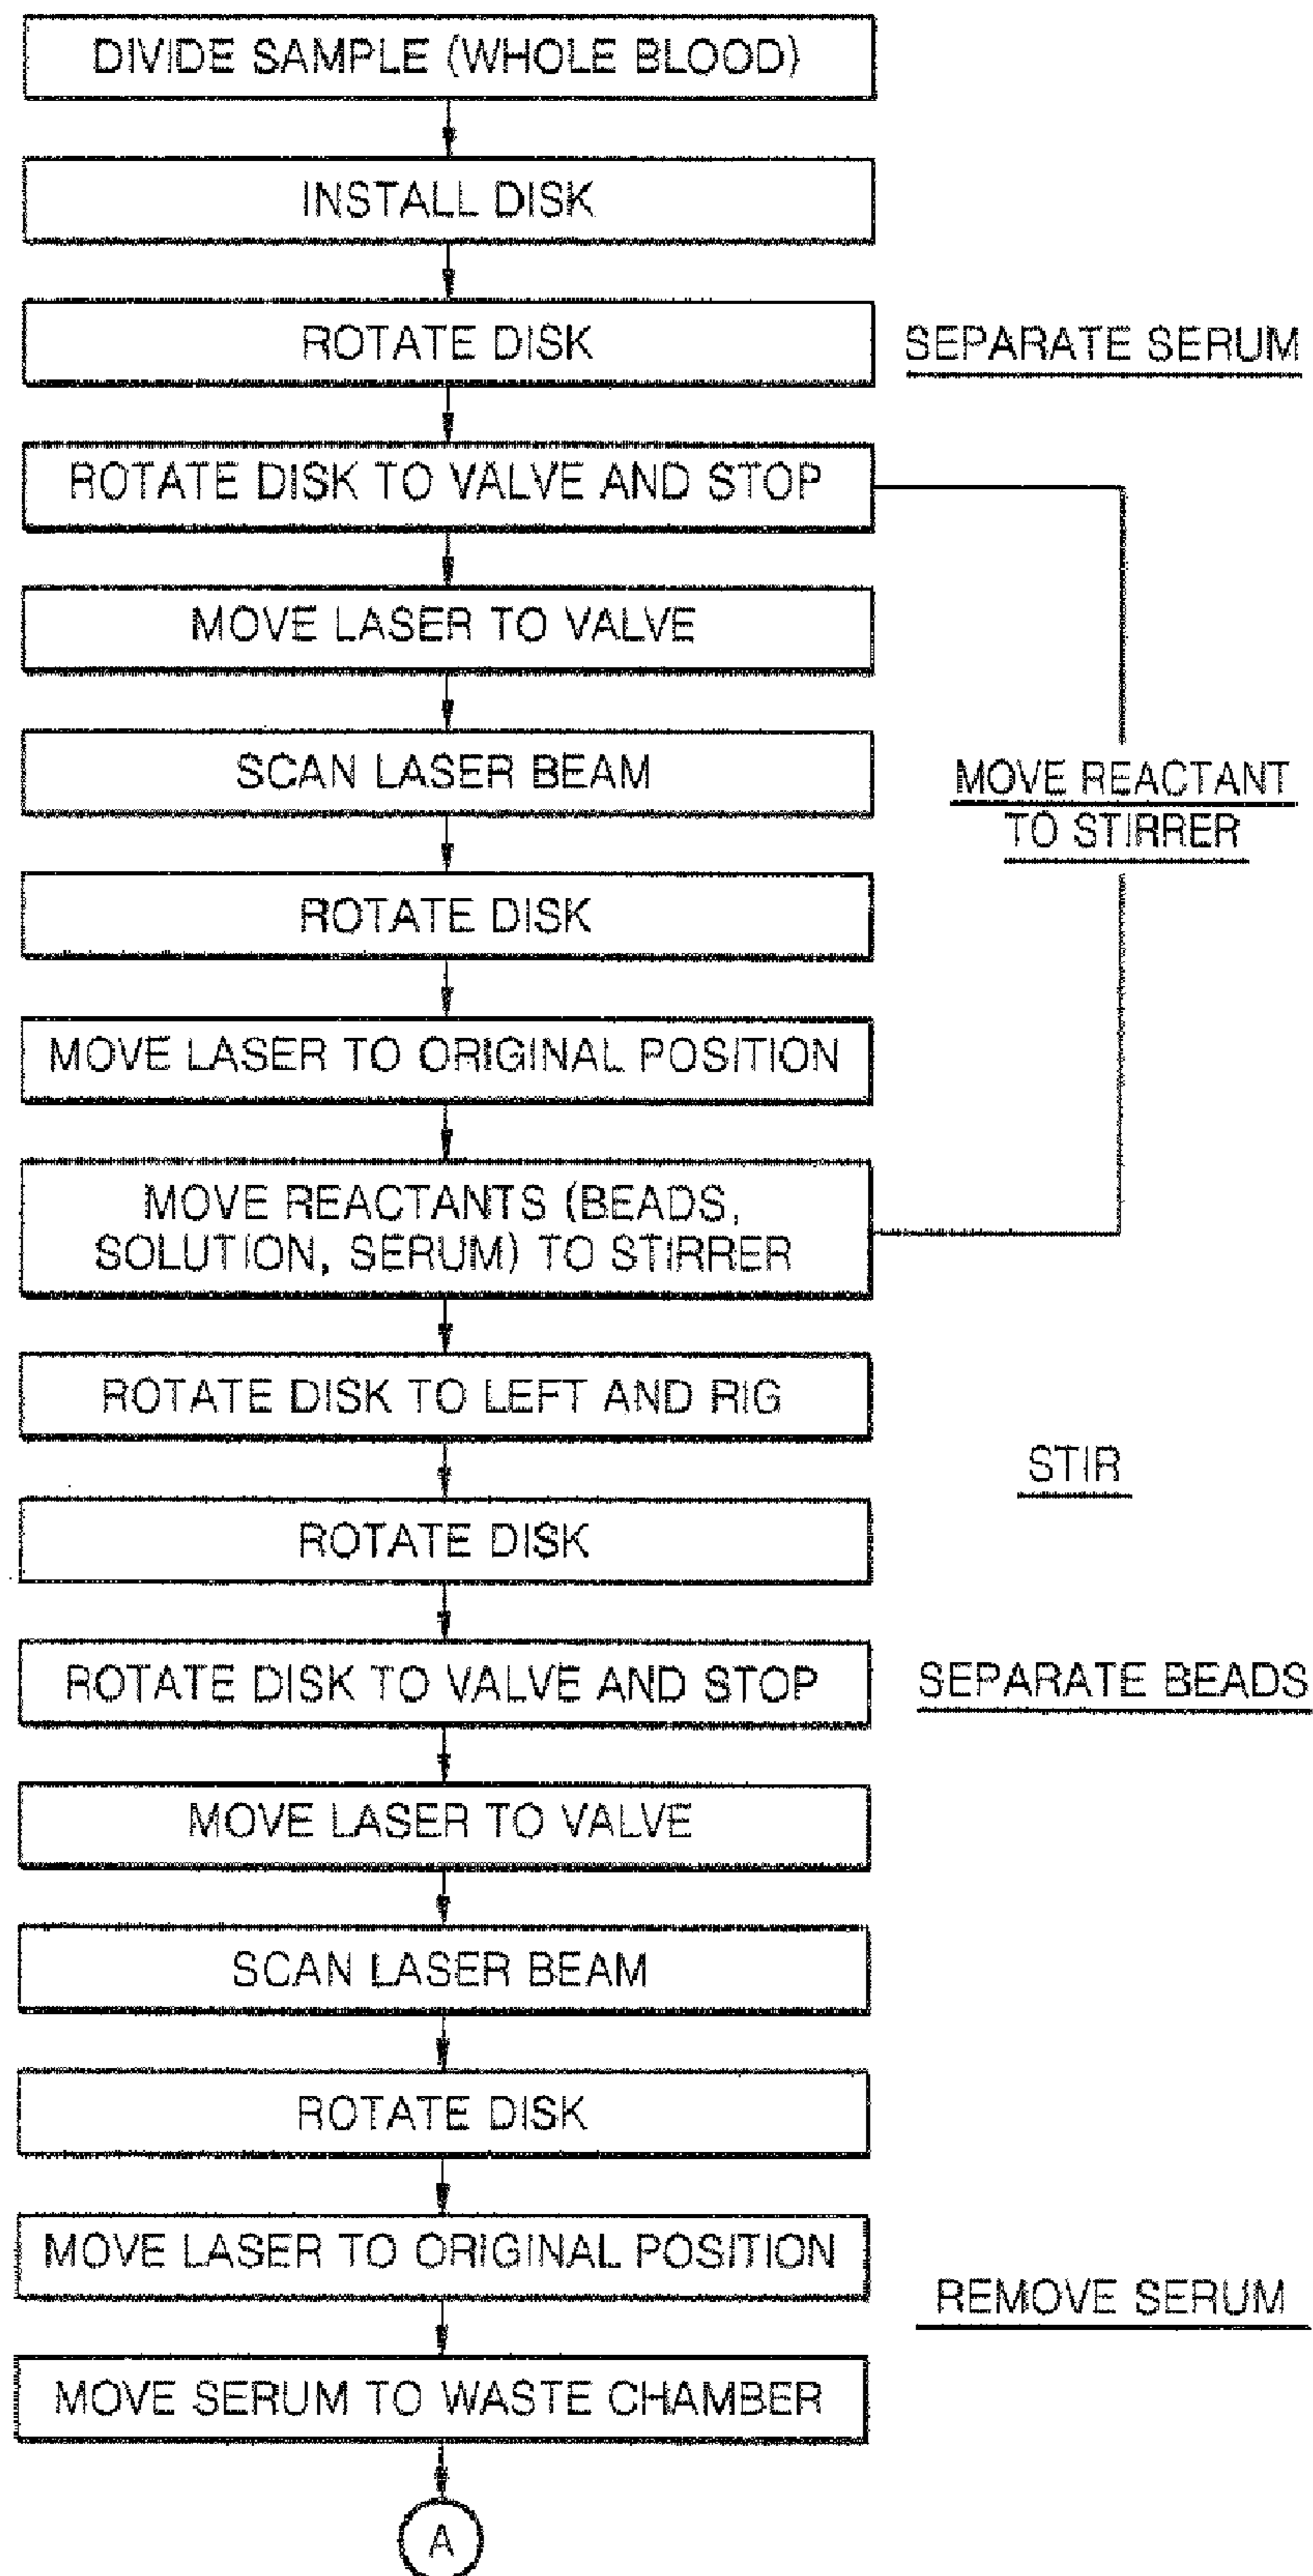 DIVIDE SAMPLE (WHOLE BLOOD)
INSTALL DISK
ROTATE DISK
SEPARATE SERUM
ROTATE DISK TO VALVE AND STOP
MOVE LASER TO VALVE
SCAN LASER BEAM
MOVE REACTANT
TO STIRRER
ROTATE DISK
MOVE LASER TO ORIGINAL POSITION
MOVE REACTANTS (BEADS,
SOLUTION, SERUM) TO STIRRER
ROTATE DISK TO LEFT AND RIG
STIR
ROTATE DISK
ROTATE DISK TO VALVE AND STOP
SEPARATE BEADS
MOVE LASER TO VALVE
SCAN LASER BEAM
ROTATE DISK
MOVE LASER TO ORIGINAL POSITION
REMOVE SERUM
MOVE SERUM TO WASTE CHAMBER
A